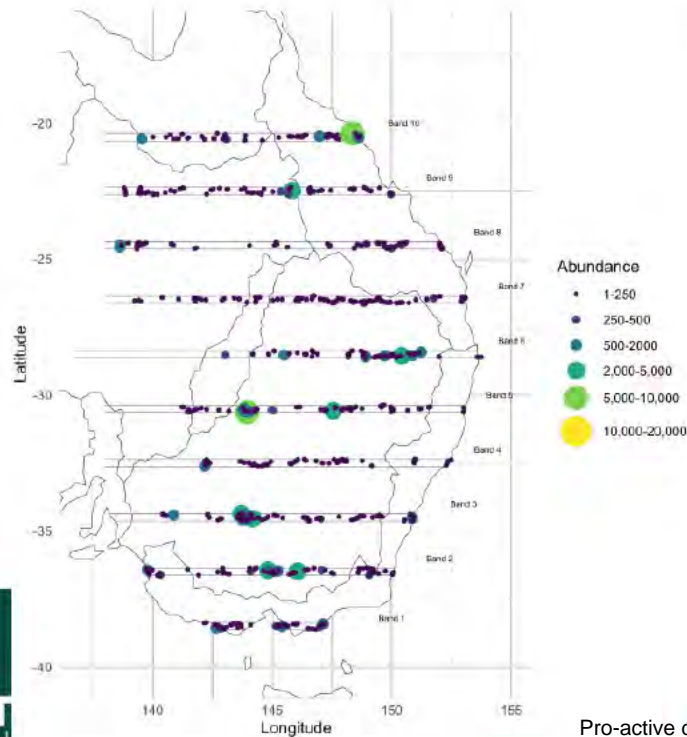 -20
-25
-30
-35
-40
Latitude
140
145
150
155
Longitude
Band 10
Band 9
Band 8
Band 7
Band 6
Band 5
Band 4
Band 3
Band 2
Band 1
Abundance
1-250
250-500
500-2000
2,000-5,000
5,000-10,000
10,000-20,000
Pro-active